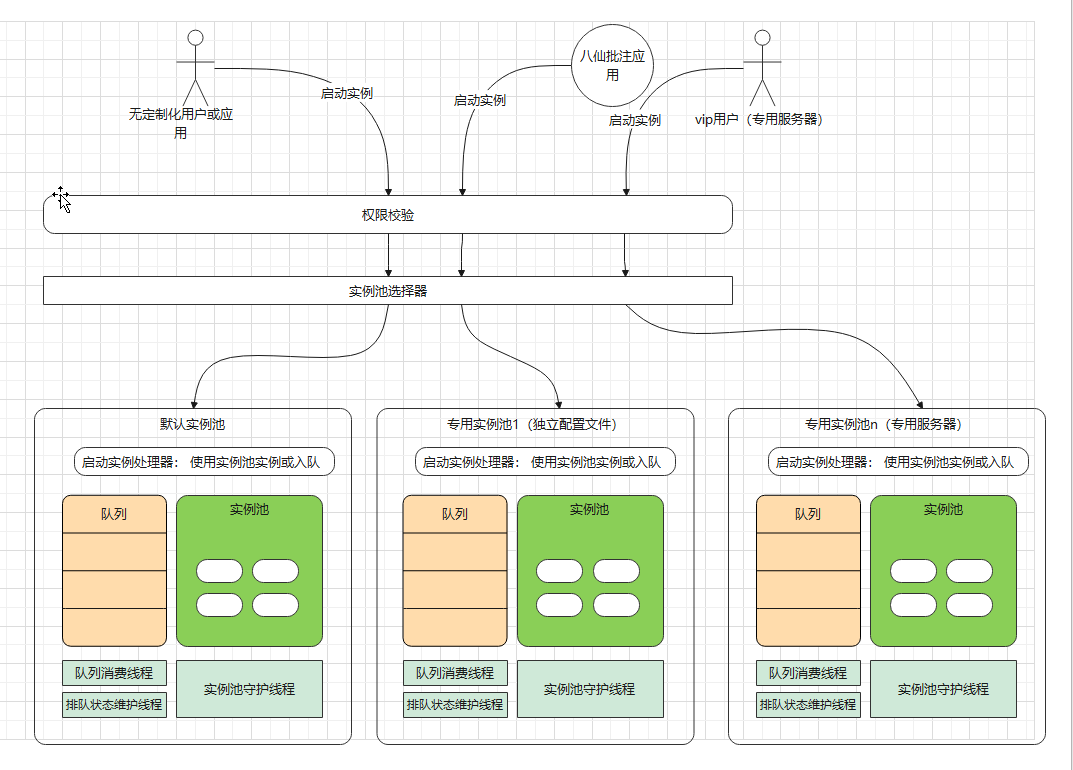 八仙批注应
用
启动实例
启动实例
启动实例
无定制化用户或应
用
vip用户（专用服务器）
权限校验
实例池选择器
默认实例池
启动实例处理器： 使用实例池实例或入队
队列
实例池
队列消费线程
排队状态维护线程
实例池守护线程
专用实例池1（独立配置文件）
启动实例处理器： 使用实例池实例或入队
队列
实例池
队列消费线程
排队状态维护线程
实例池守护线程
专用实例池n（专用服务器）
启动实例处理器： 使用实例池实例或入队
队列
实例池
队列消费线程
排队状态维护线程
实例池守护线程